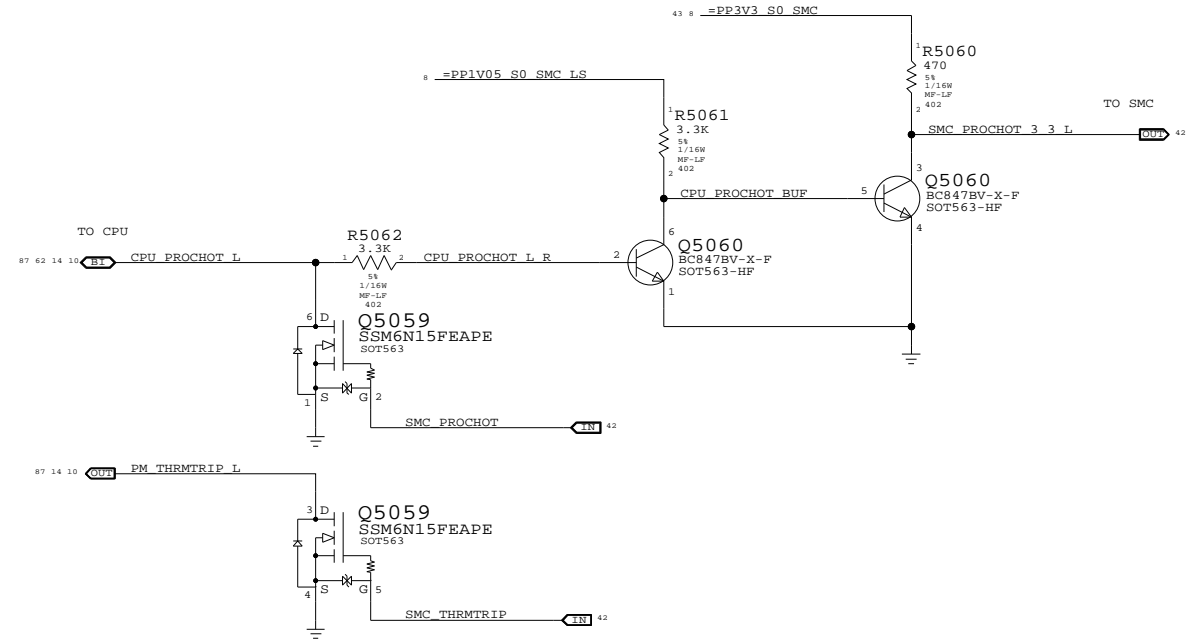 43 8 =PP3V3_S0_SMC
1 R5060
470
5%
1/16W
MF-LF
402
2
8 =PP1V05_S0_SMC_LS
1 R5061
3.3K
5%
1/16W
MF-LF
402
2
TO SMC
SMC_PROCHOT_3_3_L OUT 42
CPU_PROCHOT_BUF 5
3
Q5060
BC847BV-X-F
SOT563-HF
4
TO CPU
87 62 14 10 BI CPU_PROCHOT_L
R5062
3.3K
1 2
5%
1/16W
MF-LF
402
CPU_PROCHOT_L_R 2
6
Q5060
BC847BV-X-F
SOT563-HF
1
6 D
Q5059
SSM6N15FEAPE
SOT563
1 S G 2
SMC_PROCHOT IN 42
87 14 10 OUT PM_THRMTRIP_L
3 D
Q5059
SSM6N15FEAPE
SOT563
4 S G 5
SMC_THRMTRIP IN 42